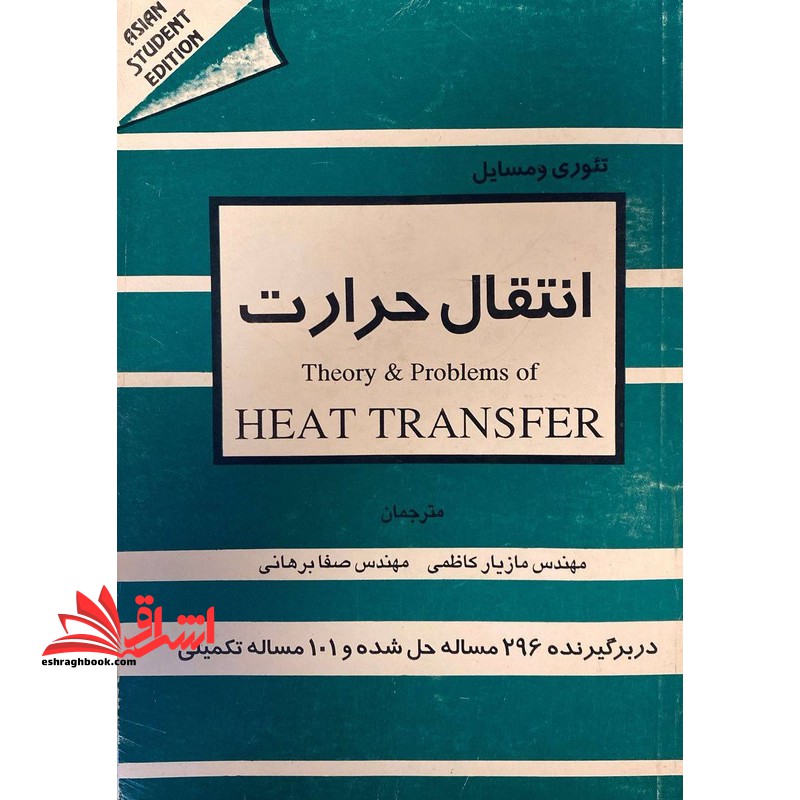 ASIAN
STUDENT
EDITION
تئوری ومسایل
انتقال حرارت
Theory & Problems of
HEAT TRANSFER
مترجمان
مهندس مازیار کاظمی مهندس صفا برهانی
دربرگیرنده ۲۹۶ مساله حل شده و ۱۰۱ مساله تکمیلی
اشراق
eshraghbook.com